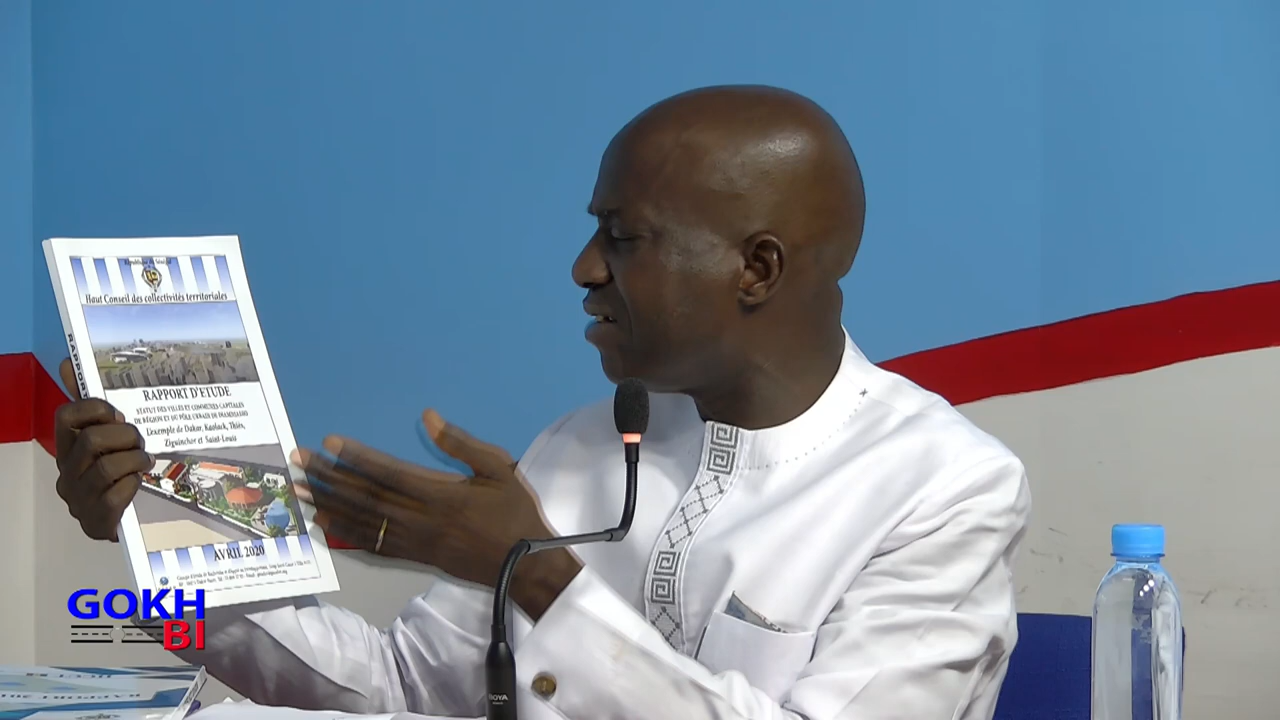 République du Sénégal
Haut Conseil des collectivités territoriales
RAPPORT
RAPPORT D'ETUDE
STATUT DES VILLES ET COMMUNES CAPITALES
DE RÉGION ET DU PÔLE URBAIN DE DIAMNIADIO
L'exemple de Dakar, Kaolack, Thiès,
Ziguinchor et Saint-Louis
AVRIL 2020
GOKH
BI
BOYA